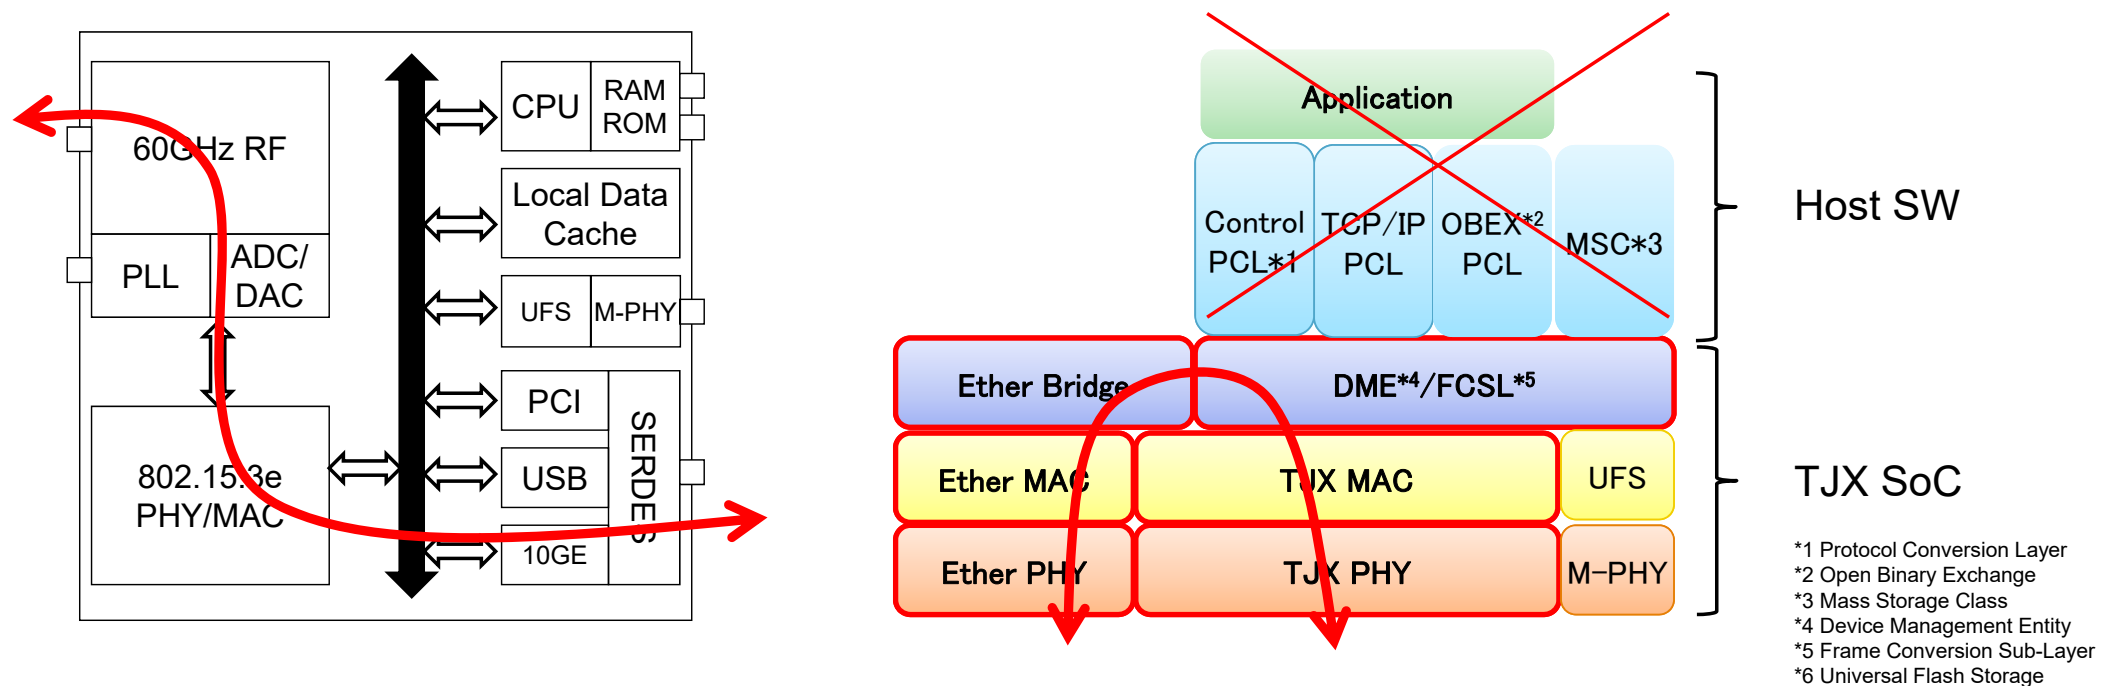 60GHz RF
PLL
ADC/
DAC
802.15.3e
PHY/MAC
CPU
RAM
ROM
Local Data
Cache
UFS
M-PHY
PCI
USB
10GE
SERDES
Application
Control
PCL*1
TCP/IP
PCL
OBEX*2
PCL
MSC*3
Host SW
Ether Bridge
DME*4/FCSL*5
Ether MAC
TJX MAC
UFS
Ether PHY
TJX PHY
M-PHY
TJX SoC
*1 Protocol Conversion Layer
*2 Open Binary Exchange
*3 Mass Storage Class
*4 Device Management Entity
*5 Frame Conversion Sub-Layer
*6 Universal Flash Storage